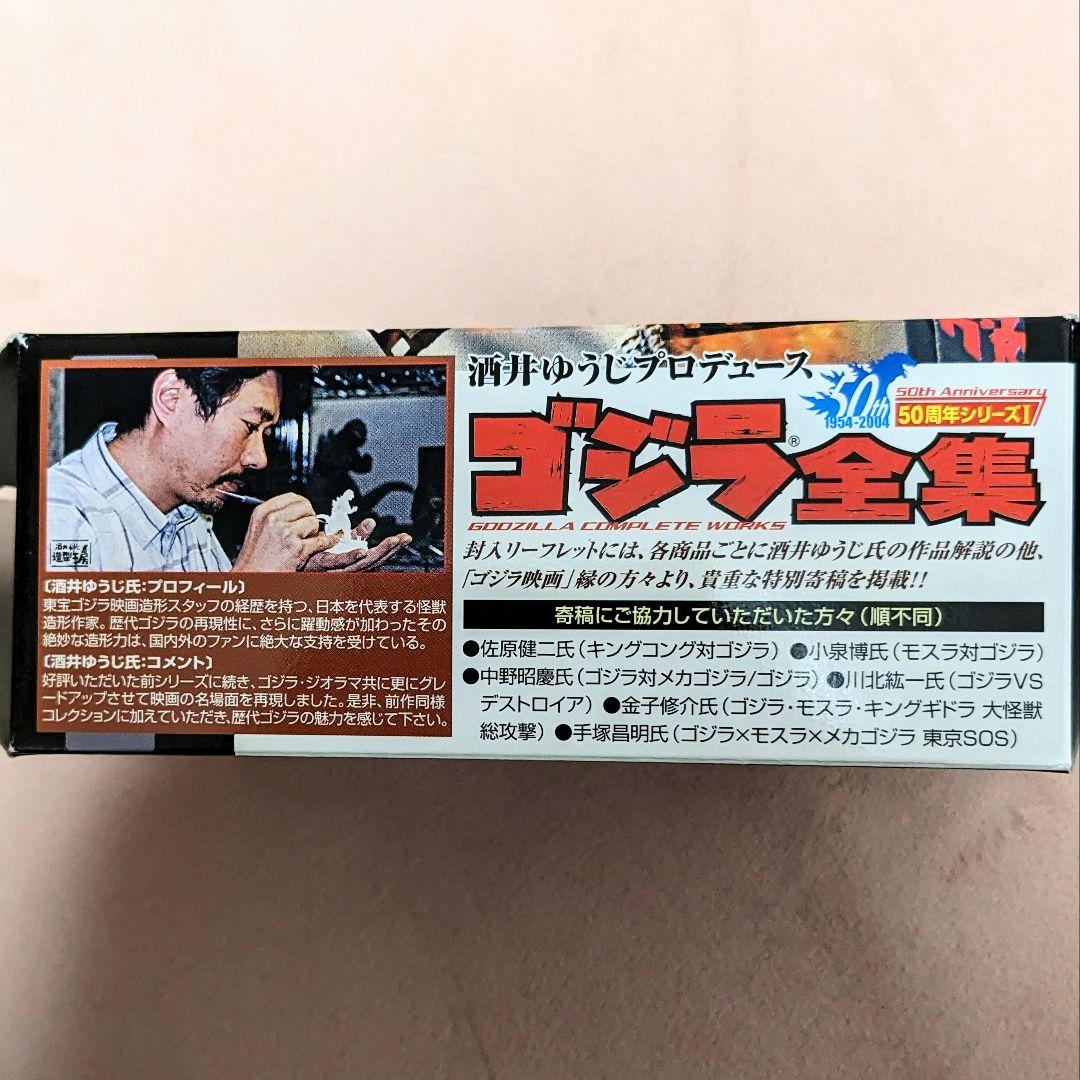 酒井ゆうじプロデュース
50th
1954-2004
50th Anniversary
50周年シリーズI
ゴジラ®全集
GODZILLA COMPLETE WORKS
封入リーフレットには、各商品ごとに酒井ゆうじ氏の作品解説の他、
「ゴジラ映画」縁の方々より、貴重な特別寄稿を掲載!!
寄稿にご協力していただいた方々(順不同)
●佐原健二氏(キングコング対ゴジラ) ●小泉博氏(モスラ対ゴジラ)
●中野昭慶氏(ゴジラ対メカゴジラ/ゴジラ) ●川北紘一氏(ゴジラVS
デストロイア) ●金子修介氏(ゴジラ・モスラ・キングギドラ 大怪獣
総攻撃) ●手塚昌明氏(ゴジラ×モスラ×メカゴジラ 東京SOS)
〔酒井ゆうじ氏:プロフィール〕
東宝ゴジラ映画造形スタッフの経歴を持つ、日本を代表する怪獣
造形作家。歴代ゴジラの再現性に、さらに躍動感が加わったその
絶妙な造形力は、国内外のファンに絶大な支持を受けている。
〔酒井ゆうじ氏:コメント〕
好評いただいた前シリーズに続き、ゴジラ・ジオラマ共に更にグレ
ードアップさせて映画の名場面を再現しました。是非、前作同様
コレクションに加えていただき、歴代ゴジラの魅力を感じて下さい。